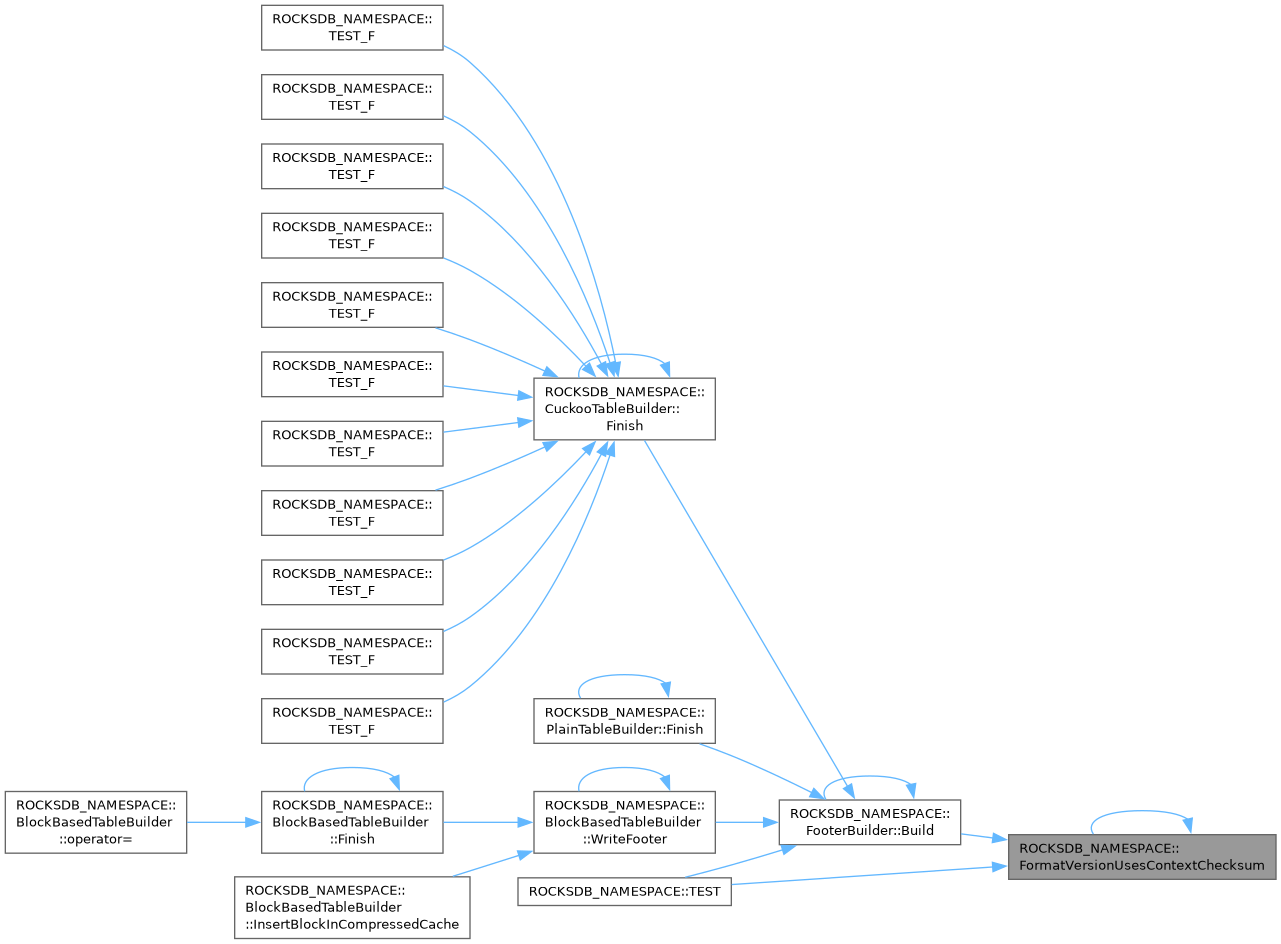 ROCKSDB_NAMESPACE::
TEST_F
ROCKSDB_NAMESPACE::
TEST_F
ROCKSDB_NAMESPACE::
TEST_F
ROCKSDB_NAMESPACE::
TEST_F
ROCKSDB_NAMESPACE::
TEST_F
ROCKSDB_NAMESPACE::
TEST_F
ROCKSDB_NAMESPACE::
CuckooTableBuilder::
Finish
ROCKSDB_NAMESPACE::
TEST_F
ROCKSDB_NAMESPACE::
TEST_F
ROCKSDB_NAMESPACE::
TEST_F
ROCKSDB_NAMESPACE::
TEST_F
ROCKSDB_NAMESPACE::
TEST_F
ROCKSDB_NAMESPACE::
PlainTableBuilder::Finish
ROCKSDB_NAMESPACE::
BlockBasedTableBuilder
::operator=
ROCKSDB_NAMESPACE::
BlockBasedTableBuilder
::Finish
ROCKSDB_NAMESPACE::
BlockBasedTableBuilder
::WriteFooter
ROCKSDB_NAMESPACE::
FooterBuilder::Build
ROCKSDB_NAMESPACE::
FormatVersionUsesContextChecksum
ROCKSDB_NAMESPACE::
BlockBasedTableBuilder
::InsertBlockInCompressedCache
ROCKSDB_NAMESPACE::TEST